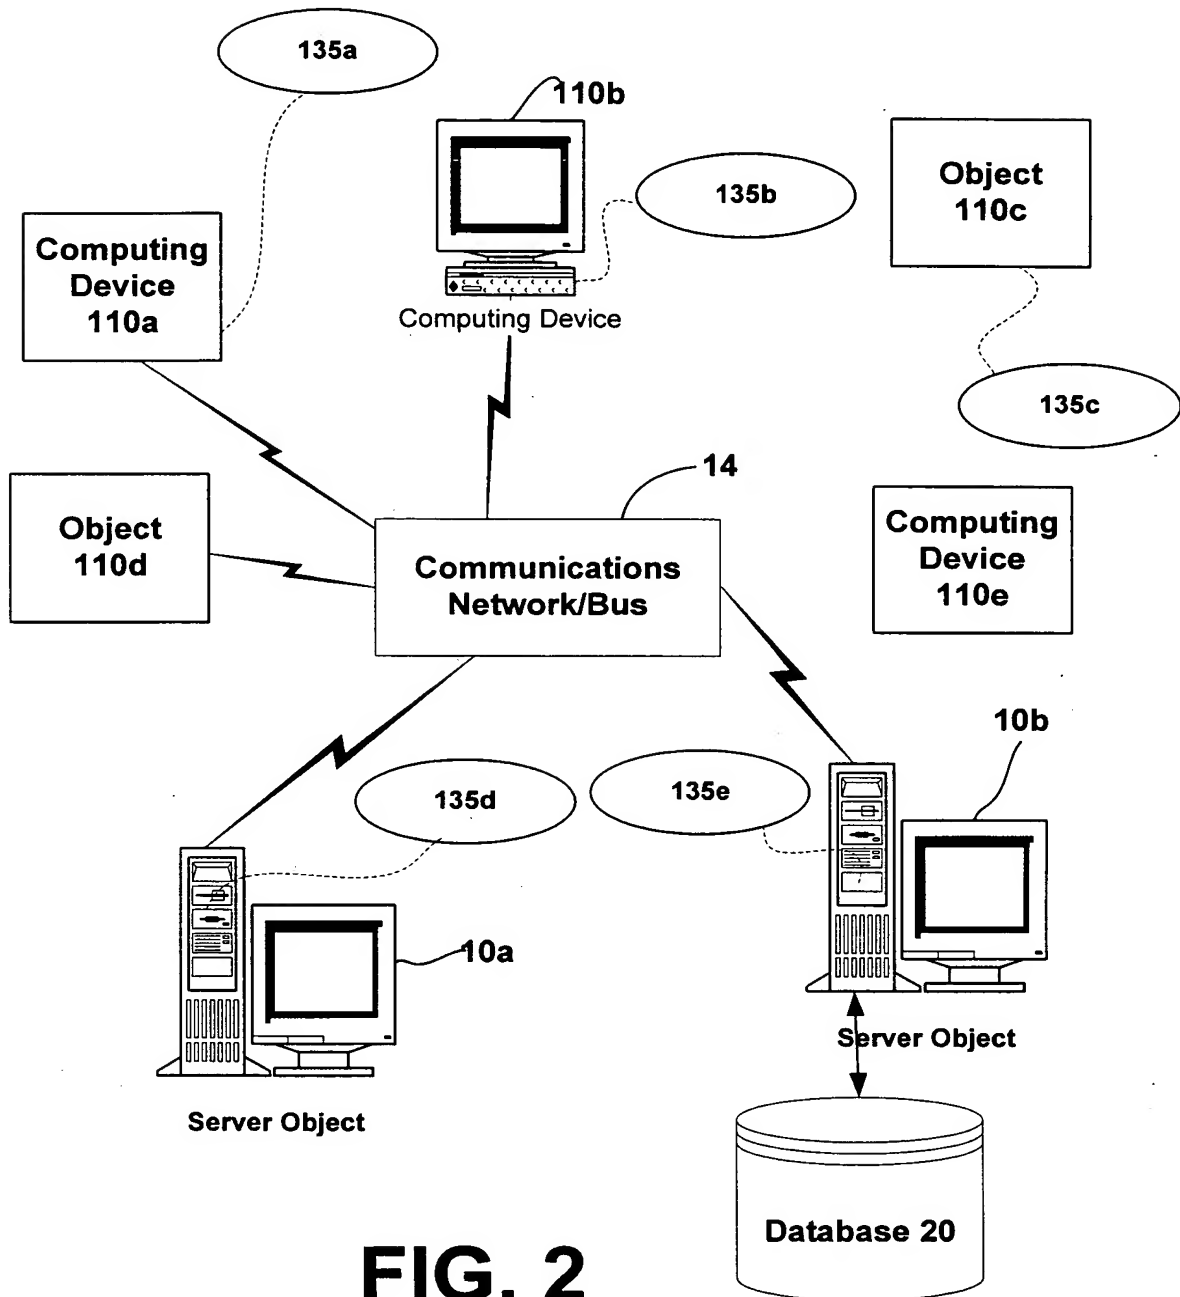 135a
110b
Object
110c
135b
Computing
Device
110a
Computing Device
135c
14
Object
110d
Communications
Network/Bus
Computing
Device
110e
10b
135d
135e
10a
Server Object
Server Object
Database 20
FIG. 2